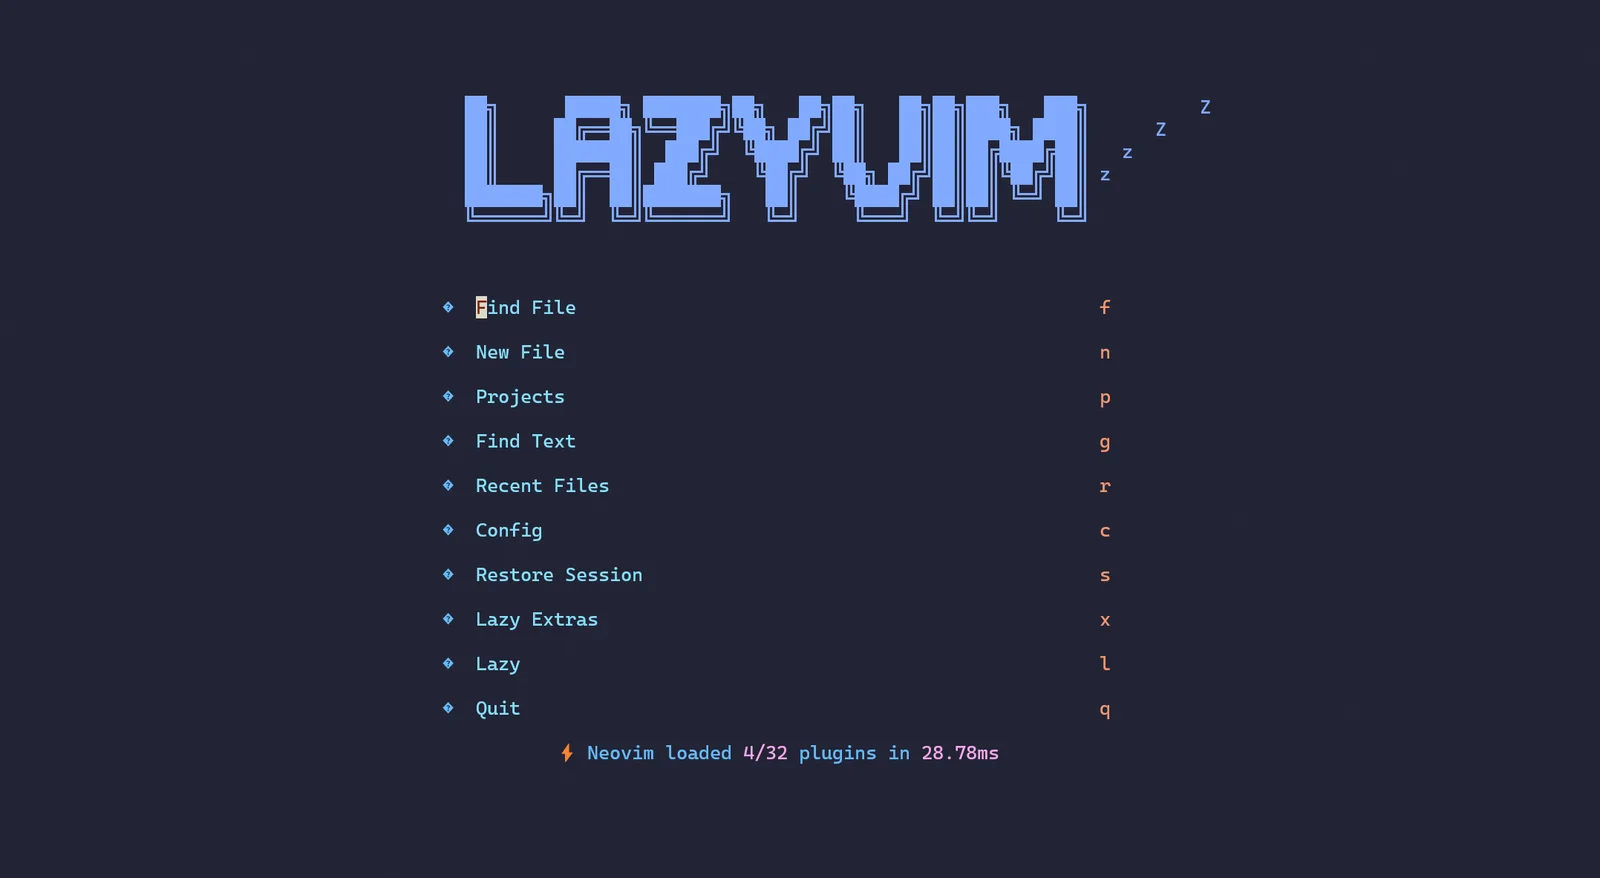 LAZYVIM
Z
Z
z
z
Find File f
New File n
Projects p
Find Text g
Recent Files r
Config c
Restore Session s
Lazy Extras x
Lazy l
Quit q
Neovim loaded 4/32 plugins in 28.78ms